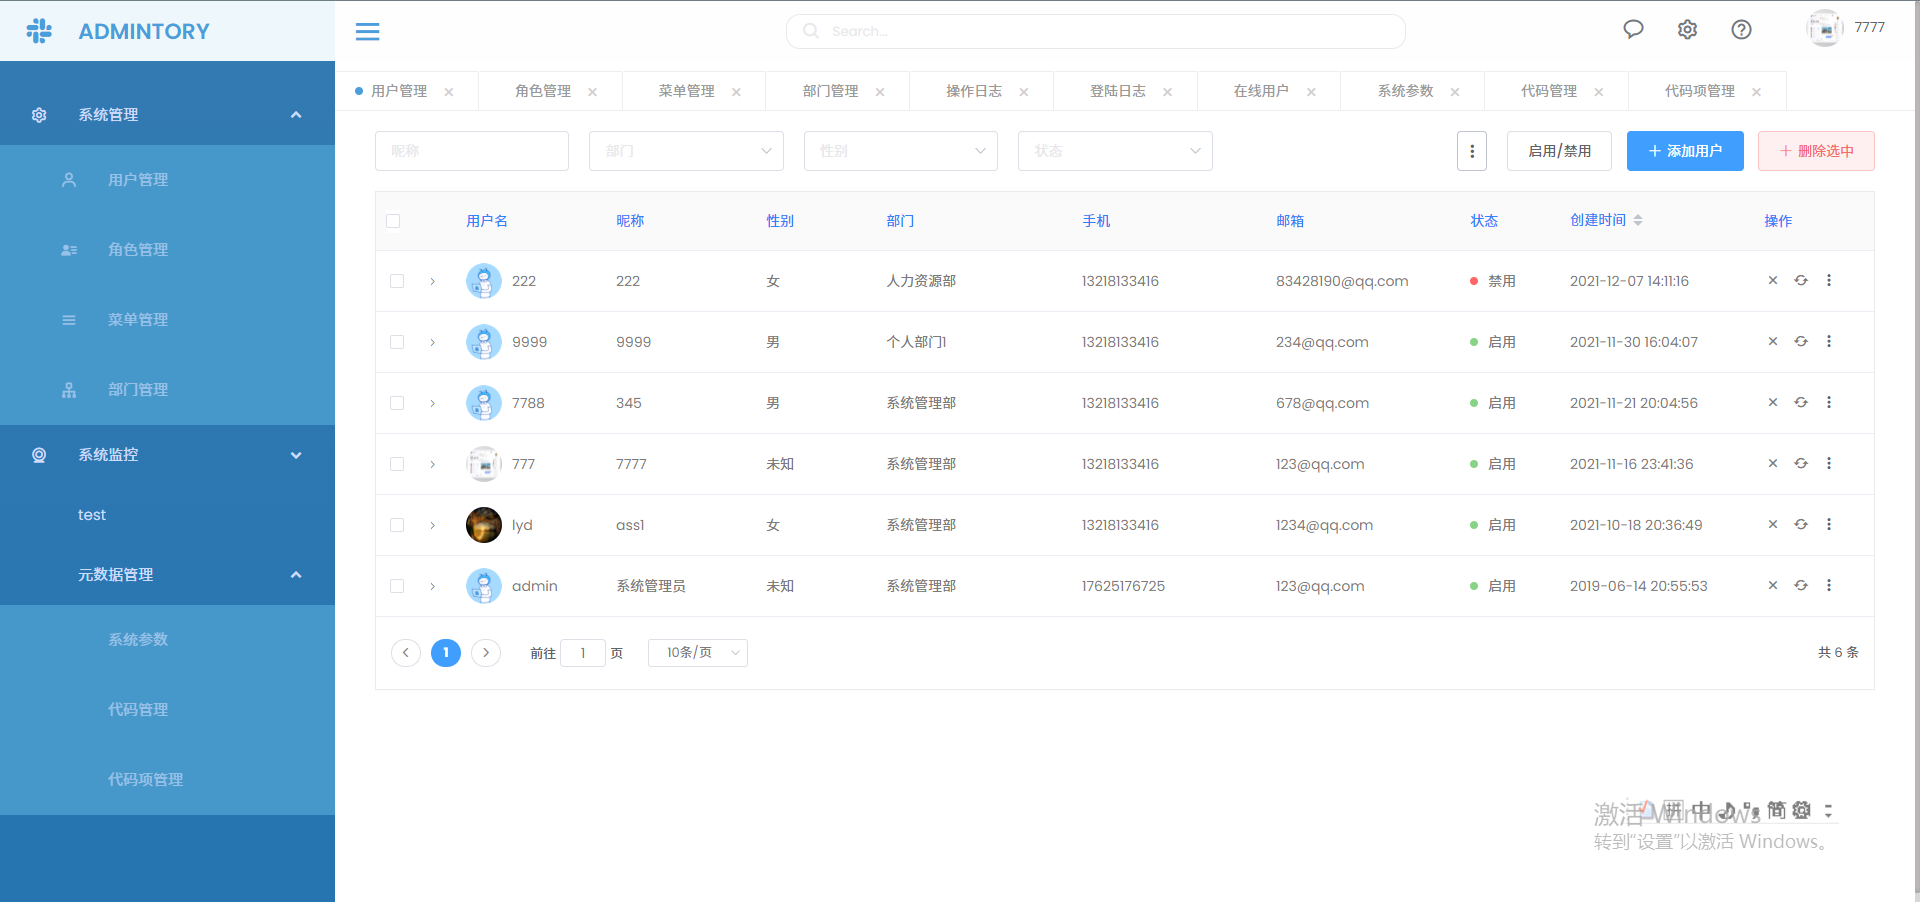 ADMINTORY
Search...
7777
用户管理
角色管理
菜单管理
部门管理
操作日志
登陆日志
在线用户
系统参数
代码管理
代码项管理
系统管理
用户管理
角色管理
菜单管理
部门管理
系统监控
test
元数据管理
系统参数
代码管理
代码项管理
昵称
部门
性别
状态
启用/禁用
添加用户
删除选中
用户名 昵称 性别 部门 手机 邮箱 状态 创建时间 操作
222 222 女 人力资源部 13218133416 83428190@qq.com 禁用 2021-12-07 14:11:16
9999 9999 男 个人部门1 13218133416 234@qq.com 启用 2021-11-30 16:04:07
7788 345 男 系统管理部 13218133416 678@qq.com 启用 2021-11-21 20:04:56
777 7777 未知 系统管理部 13218133416 123@qq.com 启用 2021-11-16 23:41:36
lyd ass1 女 系统管理部 13218133416 1234@qq.com 启用 2021-10-18 20:36:49
admin 系统管理员 未知 系统管理部 17625176725 123@qq.com 启用 2019-06-14 20:55:53
1 前往 1 页 10条/页 共 6 条
激活 Windows
拼 中 简
转到“设置”以激活 Windows。